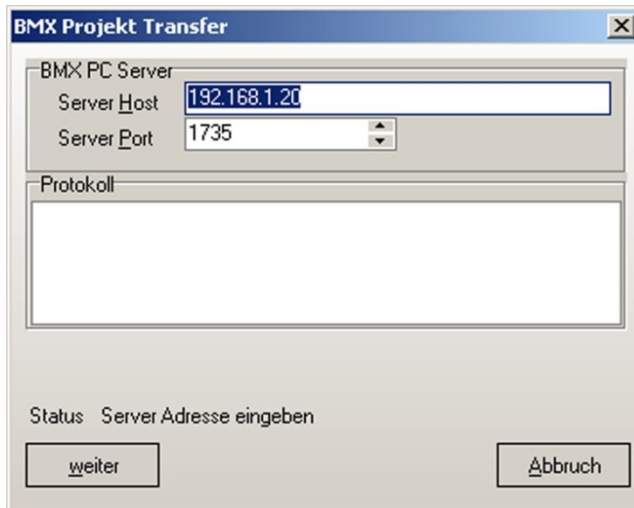 BMX Projekt Transfer
BMX PC Server
Server Host 192.168.1.20
Server Port 1735
Protokoll
Status Server Adresse eingeben
weiter Abbruch